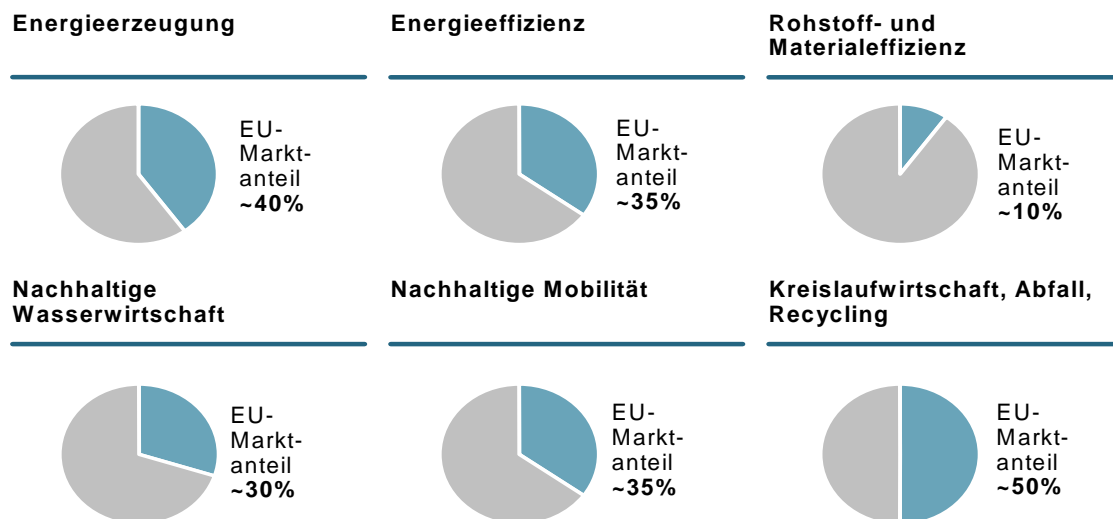 Energieerzeugung
EU-
Markt-
anteil
~40%
Energieeffizienz
EU-
Markt-
anteil
~35%
Rohstoff- und
Materialeffizienz
EU-
Markt-
anteil
~10%
Nachhaltige
Wasserwirtschaft
EU-
Markt-
anteil
~30%
Nachhaltige Mobilität
EU-
Markt-
anteil
~35%
Kreislaufwirtschaft, Abfall,
Recycling
EU-
Markt-
anteil
~50%